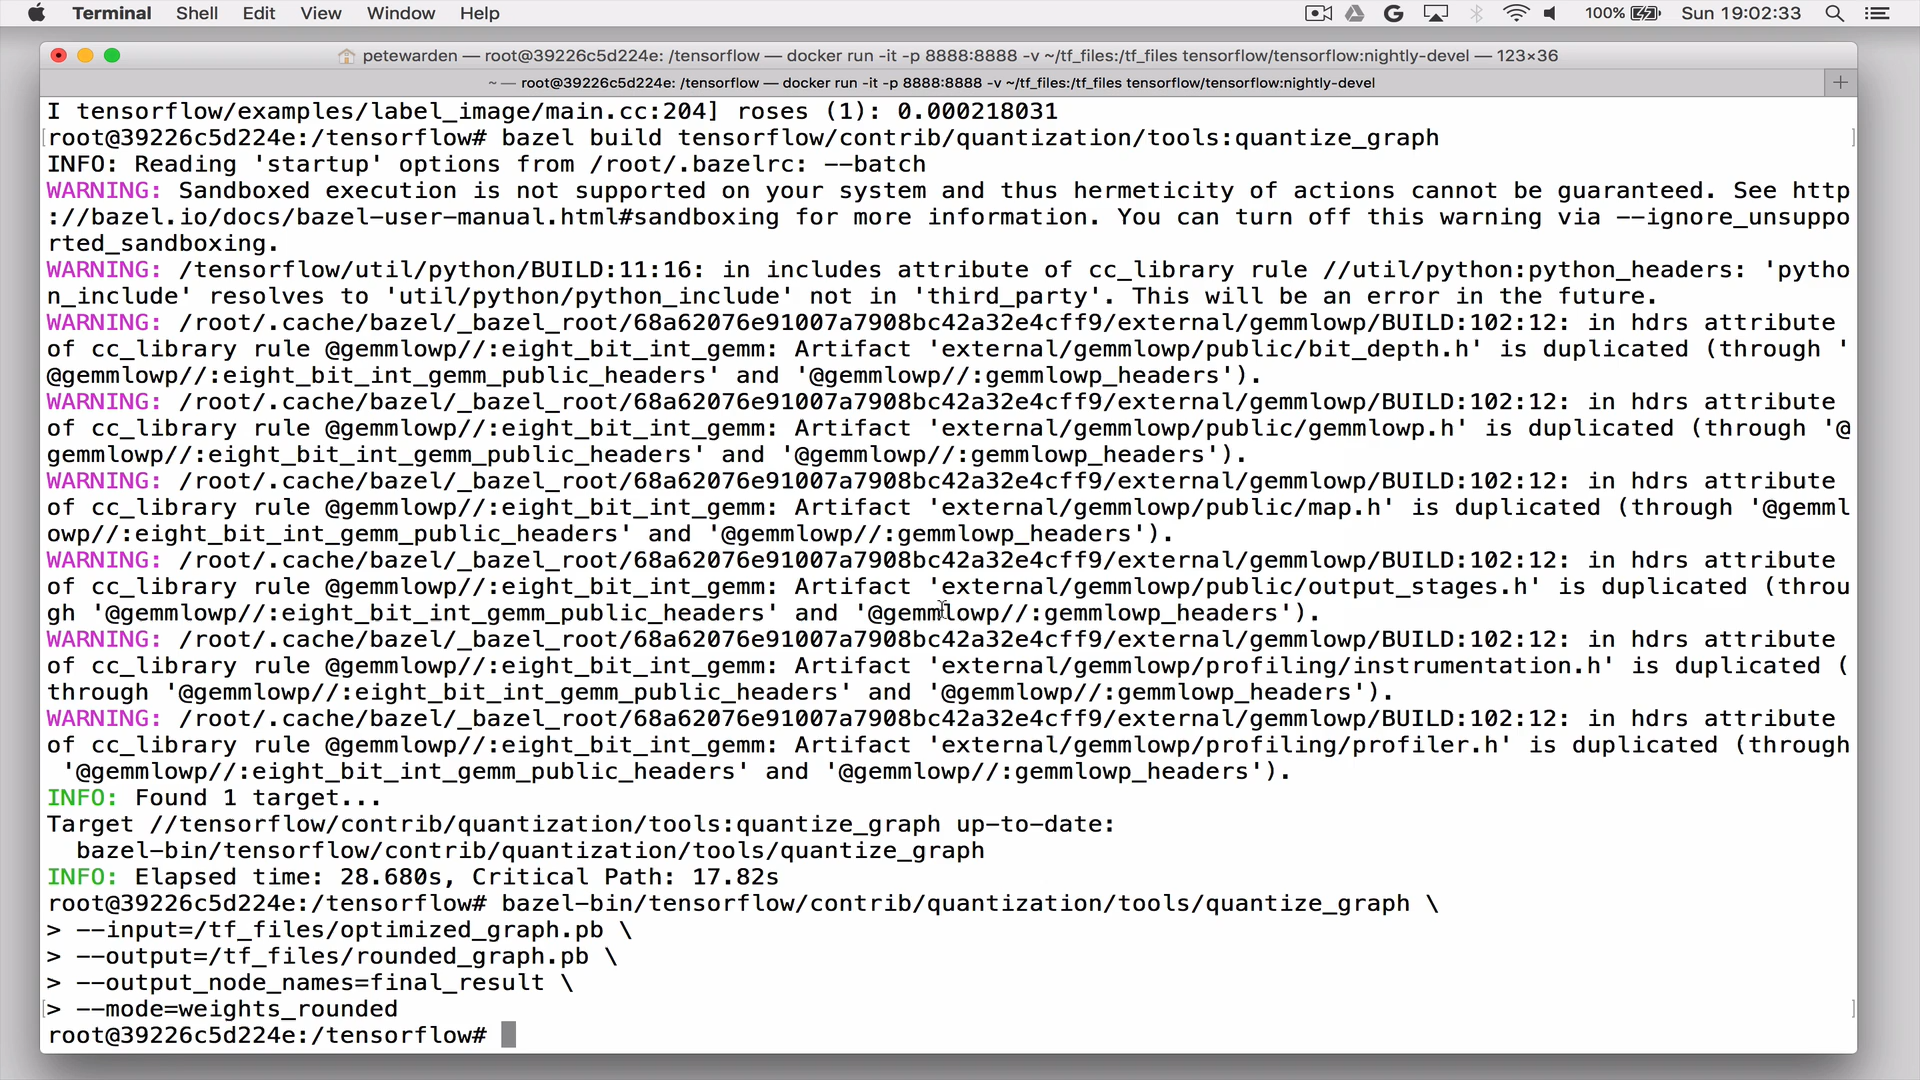 Terminal Shell Edit View Window Help 100% Sun 19:02:33
petewarden — root@39226c5d224e: /tensorflow — docker run -it -p 8888:8888 -v ~/tf_files:/tf_files tensorflow/tensorflow:nightly-devel — 123×36
~ — root@39226c5d224e: /tensorflow — docker run -it -p 8888:8888 -v ~/tf_files:/tf_files tensorflow/tensorflow:nightly-devel
I tensorflow/examples/label_image/main.cc:204] roses (1): 0.000218031
root@39226c5d224e:/tensorflow# bazel build tensorflow/contrib/quantization/tools:quantize_graph
INFO: Reading 'startup' options from /root/.bazelrc: --batch
WARNING: Sandboxed execution is not supported on your system and thus hermeticity of actions cannot be guaranteed. See http
://bazel.io/docs/bazel-user-manual.html#sandboxing for more information. You can turn off this warning via --ignore_unsuppo
rted_sandboxing.
WARNING: /tensorflow/util/python/BUILD:11:16: in includes attribute of cc_library rule //util/python:python_headers: 'pytho
n_include' resolves to 'util/python/python_include' not in 'third_party'. This will be an error in the future.
WARNING: /root/.cache/bazel/_bazel_root/68a62076e91007a7908bc42a32e4cff9/external/gemmlowp/BUILD:102:12: in hdrs attribute
of cc_library rule @gemmlowp//:eight_bit_int_gemm: Artifact 'external/gemmlowp/public/bit_depth.h' is duplicated (through '
@gemmlowp//:eight_bit_int_gemm_public_headers' and '@gemmlowp//:gemmlowp_headers').
WARNING: /root/.cache/bazel/_bazel_root/68a62076e91007a7908bc42a32e4cff9/external/gemmlowp/BUILD:102:12: in hdrs attribute
of cc_library rule @gemmlowp//:eight_bit_int_gemm: Artifact 'external/gemmlowp/public/gemmlowp.h' is duplicated (through '@
gemmlowp//:eight_bit_int_gemm_public_headers' and '@gemmlowp//:gemmlowp_headers').
WARNING: /root/.cache/bazel/_bazel_root/68a62076e91007a7908bc42a32e4cff9/external/gemmlowp/BUILD:102:12: in hdrs attribute
of cc_library rule @gemmlowp//:eight_bit_int_gemm: Artifact 'external/gemmlowp/public/map.h' is duplicated (through '@gemml
owp//:eight_bit_int_gemm_public_headers' and '@gemmlowp//:gemmlowp_headers').
WARNING: /root/.cache/bazel/_bazel_root/68a62076e91007a7908bc42a32e4cff9/external/gemmlowp/BUILD:102:12: in hdrs attribute
of cc_library rule @gemmlowp//:eight_bit_int_gemm: Artifact 'external/gemmlowp/public/output_stages.h' is duplicated (throu
gh '@gemmlowp//:eight_bit_int_gemm_public_headers' and '@gemmlowp//:gemmlowp_headers').
WARNING: /root/.cache/bazel/_bazel_root/68a62076e91007a7908bc42a32e4cff9/external/gemmlowp/BUILD:102:12: in hdrs attribute
of cc_library rule @gemmlowp//:eight_bit_int_gemm: Artifact 'external/gemmlowp/profiling/instrumentation.h' is duplicated (
through '@gemmlowp//:eight_bit_int_gemm_public_headers' and '@gemmlowp//:gemmlowp_headers').
WARNING: /root/.cache/bazel/_bazel_root/68a62076e91007a7908bc42a32e4cff9/external/gemmlowp/BUILD:102:12: in hdrs attribute
of cc_library rule @gemmlowp//:eight_bit_int_gemm: Artifact 'external/gemmlowp/profiling/profiler.h' is duplicated (through
'@gemmlowp//:eight_bit_int_gemm_public_headers' and '@gemmlowp//:gemmlowp_headers').
INFO: Found 1 target...
Target //tensorflow/contrib/quantization/tools:quantize_graph up-to-date:
bazel-bin/tensorflow/contrib/quantization/tools/quantize_graph
INFO: Elapsed time: 28.680s, Critical Path: 17.82s
root@39226c5d224e:/tensorflow# bazel-bin/tensorflow/contrib/quantization/tools/quantize_graph \
> --input=/tf_files/optimized_graph.pb \
> --output=/tf_files/rounded_graph.pb \
> --output_node_names=final_result \
> --mode=weights_rounded
root@39226c5d224e:/tensorflow#